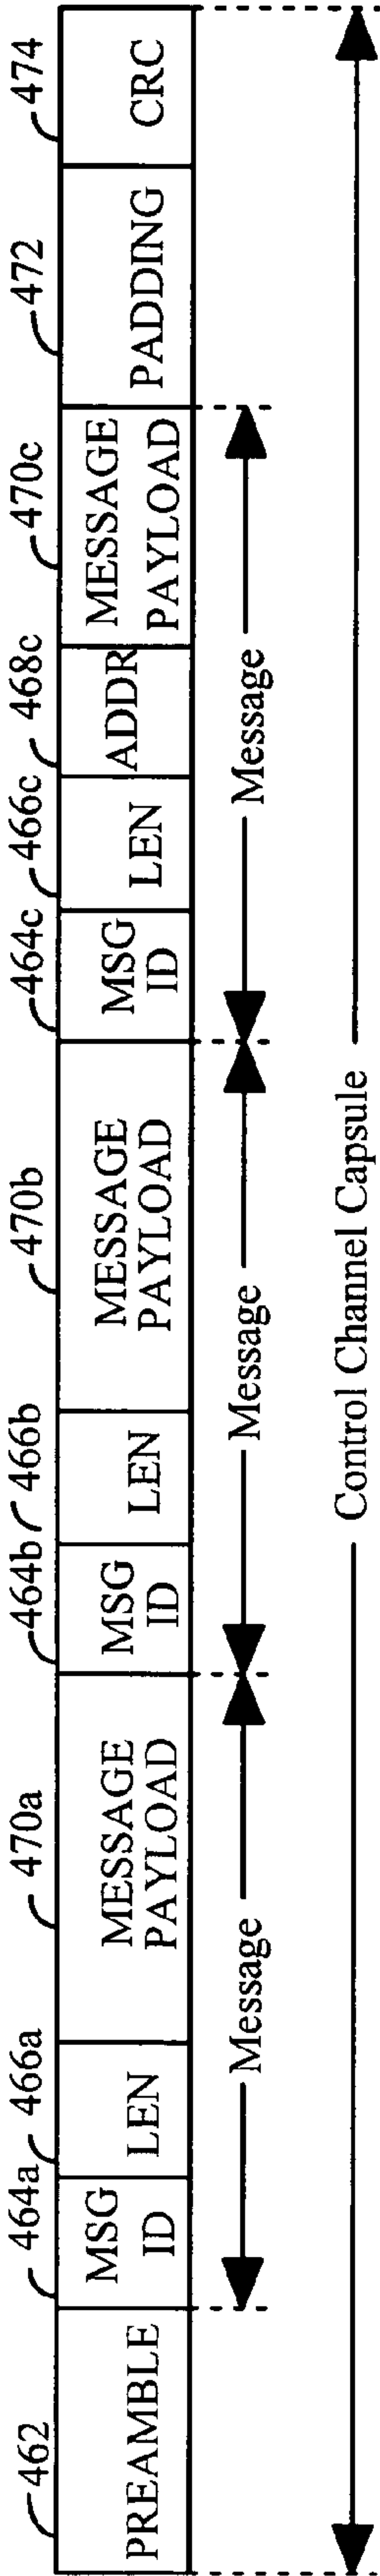 462 464a 466a 470a 464b 466b 470b 464c 466c 468c 470c 472 474
PREAMBLE
MSG
ID
LEN
MESSAGE
PAYLOAD
MSG
ID
LEN
MESSAGE
PAYLOAD
MSG
ID
LEN
ADDR
MESSAGE
PAYLOAD
PADDING
CRC
Message
Message
Message
Control Channel Capsule